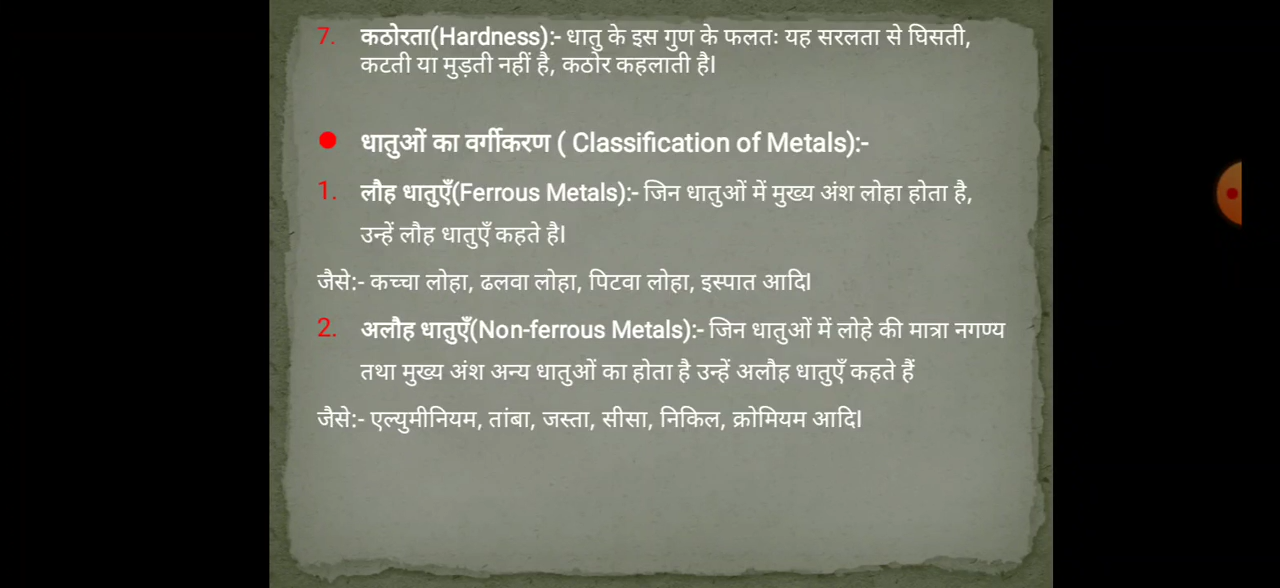 7. कठोरता(Hardness):- धातु के इस गुण के फलतः यह सरलता से घिसती,
कटती या मुड़ती नहीं है, कठोर कहलाती है।
● धातुओं का वर्गीकरण ( Classification of Metals):-
1. लौह धातुएँ(Ferrous Metals):- जिन धातुओं में मुख्य अंश लोहा होता है,
उन्हें लौह धातुएँ कहते है।
जैसे:- कच्चा लोहा, ढलवा लोहा, पिटवा लोहा, इस्पात आदि।
2. अलौह धातुएँ(Non-ferrous Metals):- जिन धातुओं में लोहे की मात्रा नगण्य
तथा मुख्य अंश अन्य धातुओं का होता है उन्हें अलौह धातुएँ कहते हैं
जैसे:- एल्युमीनियम, तांबा, जस्ता, सीसा, निकिल, क्रोमियम आदि।